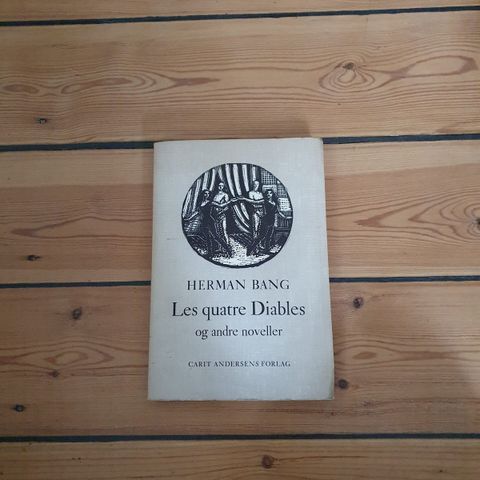 HERMAN BANG
Les quatre Diables
og andre noveller
CARIT ANDERSENS FORLAG